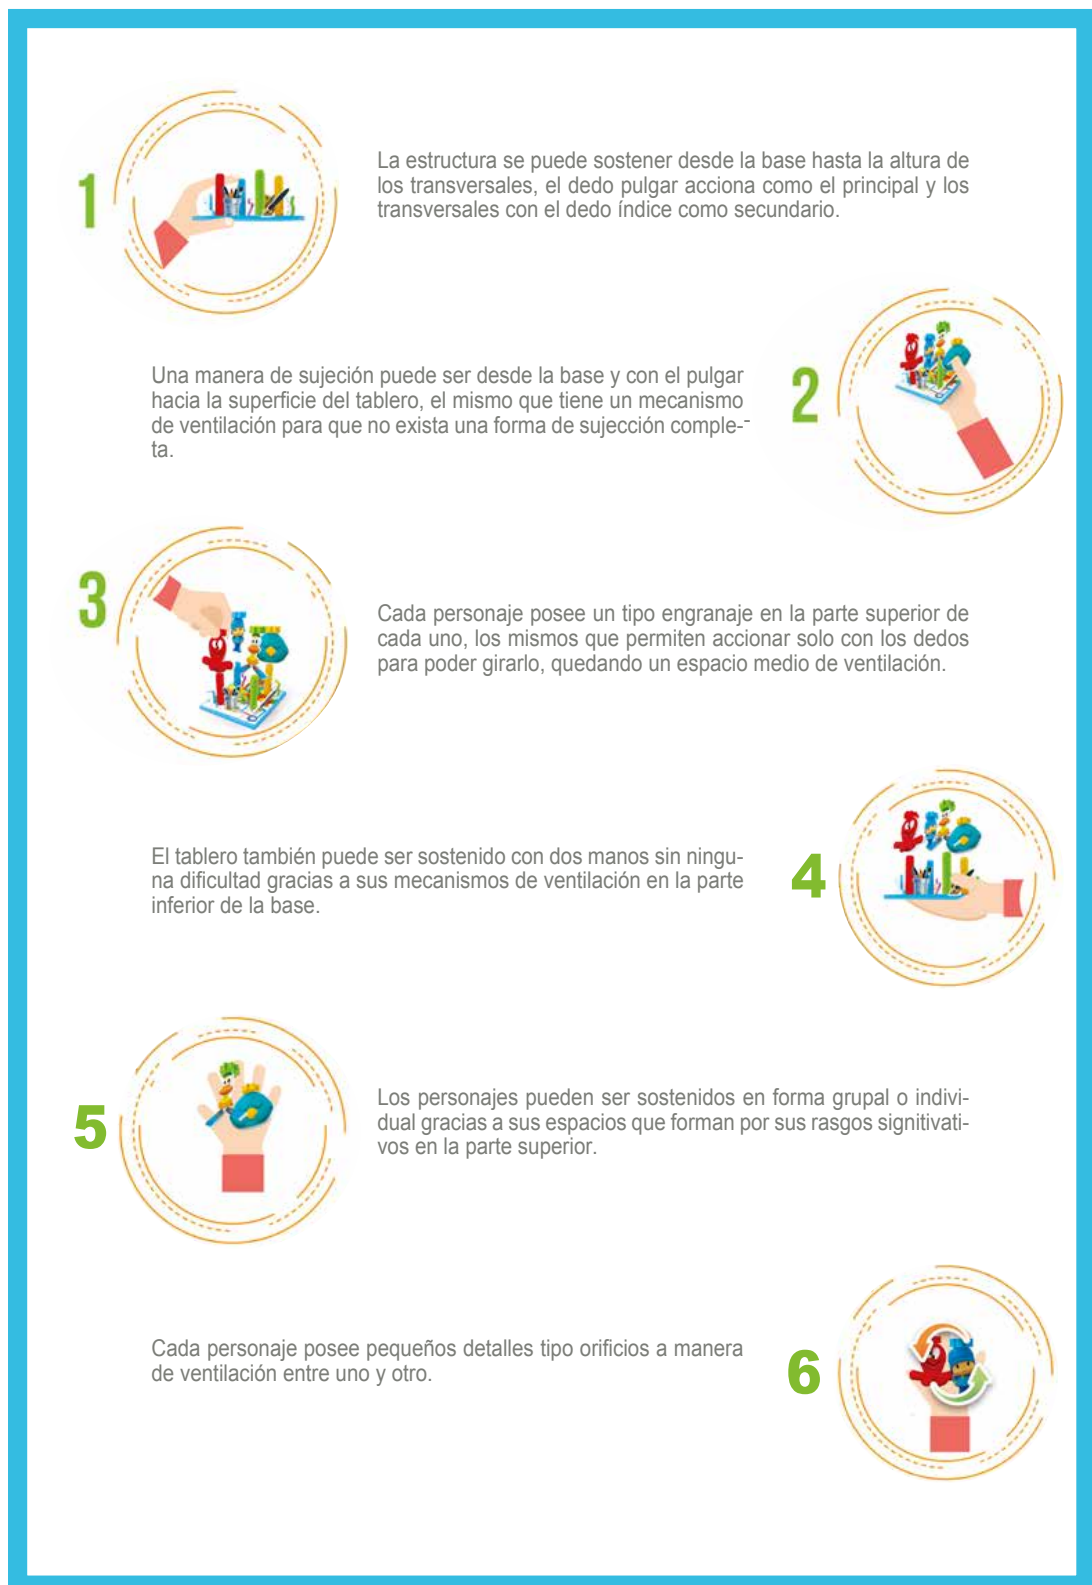 1
La estructura se puede sostener desde la base hasta la altura de
los transversales, el dedo pulgar acciona como el principal y los
transversales con el dedo índice como secundario.
Una manera de sujeción puede ser desde la base y con el pulgar
hacia la superficie del tablero, el mismo que tiene un mecanismo
de ventilación para que no exista una forma de sujección comple-
ta.
2
3
Cada personaje posee un tipo engranaje en la parte superior de
cada uno, los mismos que permiten accionar solo con los dedos
para poder girarlo, quedando un espacio medio de ventilación.
El tablero también puede ser sostenido con dos manos sin ningu-
na dificultad gracias a sus mecanismos de ventilación en la parte
inferior de la base.
4
5
Los personajes pueden ser sostenidos en forma grupal o indivi-
dual gracias a sus espacios que forman por sus rasgos signitivati-
vos en la parte superior.
Cada personaje posee pequeños detalles tipo orificios a manera
de ventilación entre uno y otro.
6